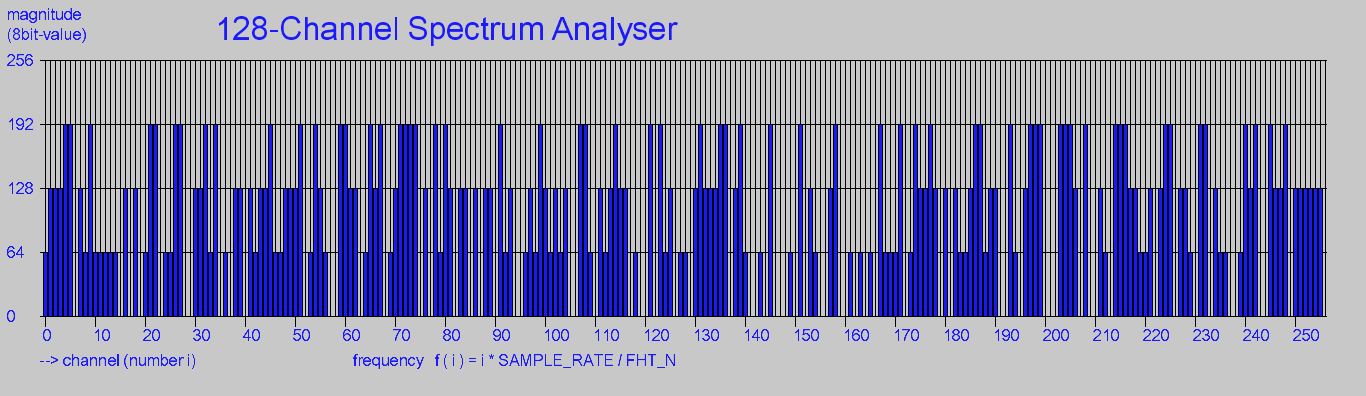 magnitude
(8bit-value)
128-Channel Spectrum Analyser
256
192
128
64
0
0 10 20 30 40 50 60 70 80 90 100 110 120 130 140 150 160 170 180 190 200 210 220 230 240 250
--> channel (number i)
frequency f ( i ) = i * SAMPLE_RATE / FHT_N